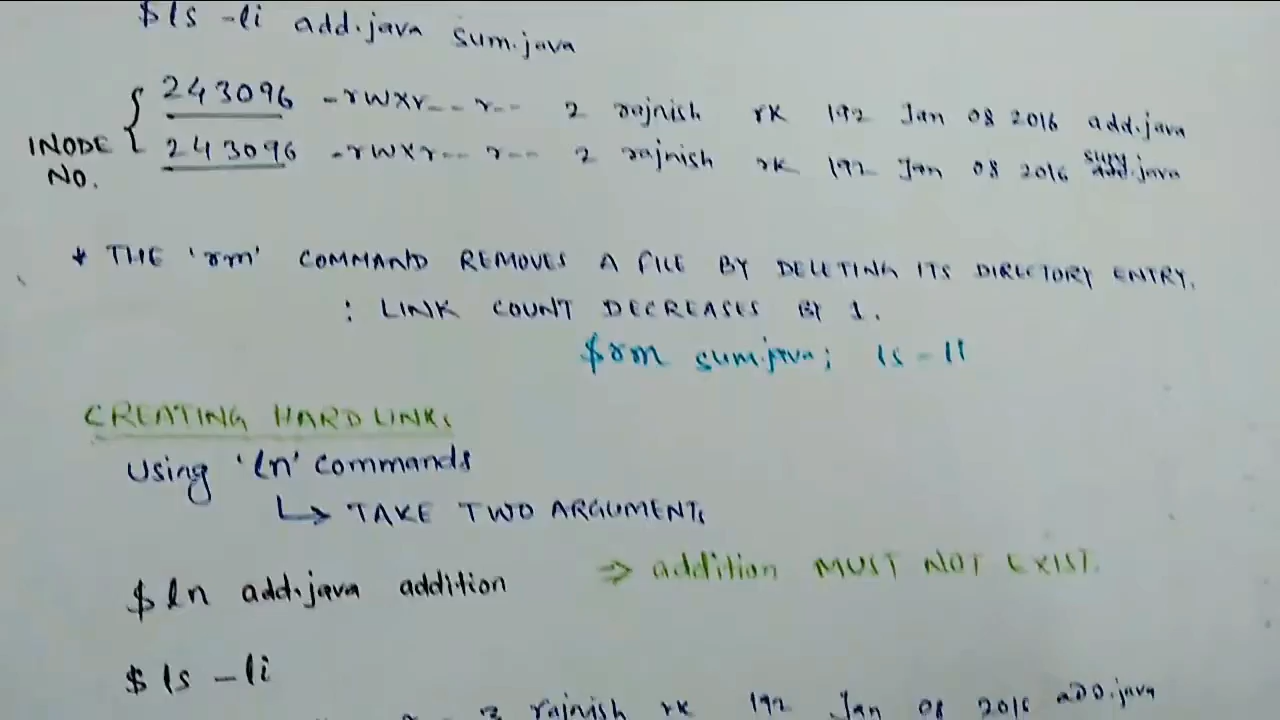 $ ls -li add.java sum.java
243096 -rwxr-- r-- 2 rajnish rk 192 Jan 08 2016 add.java
INODE NO.
243096 -rwxr-- r-- 2 rajnish rk 192 Jan 08 2016 sum.java
* THE 'rm' COMMAND REMOVES A FILE BY DELETING ITS DIRECTORY ENTRY.
: LINK COUNT DECREASES BY 1.
$rm sum.java; ls -li
CREATING HARD LINKS
Using 'ln' commands
↳ TAKE TWO ARGUMENTS
$ ln add.java addition ⇒ addition MUST NOT EXIST.
$ ls -li
2 rajnish rk 192 Jan 08 2016 add.java